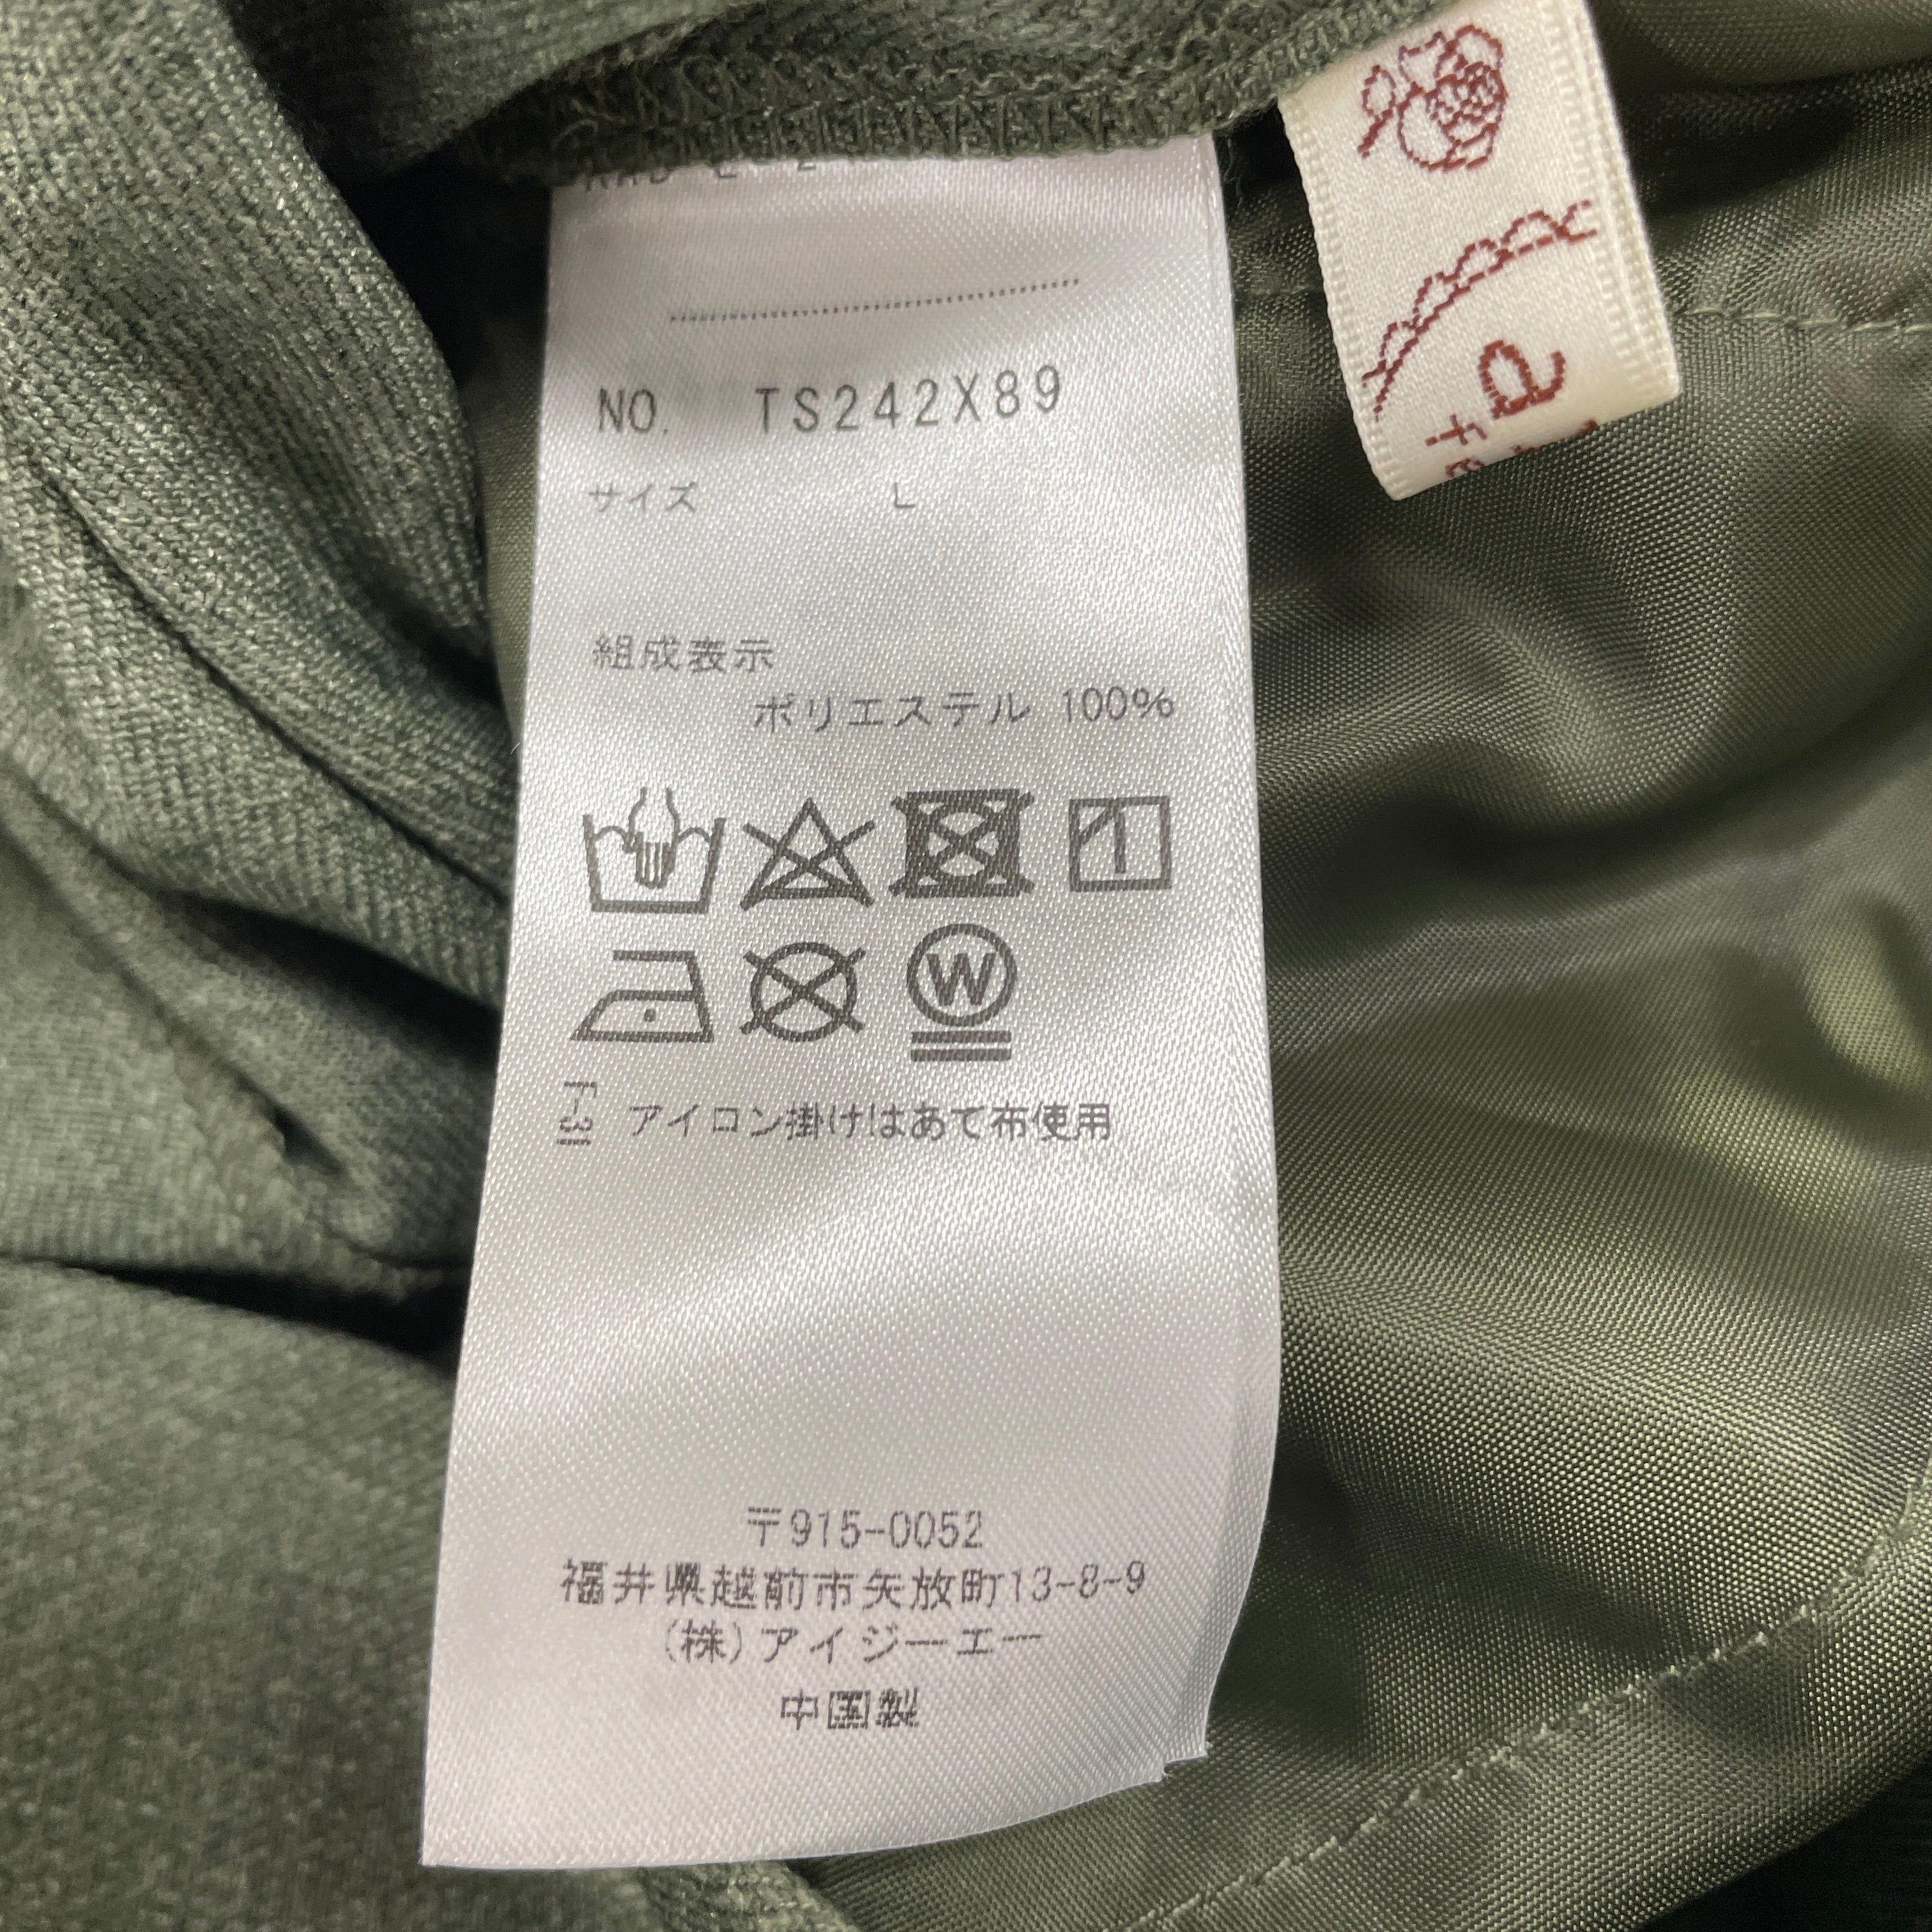 NO. TS242X89
サイズ L
組成表示
ポリエステル 100%
W
アイロン掛けはあて布使用
〒915-0052
福井県越前市矢放町13-8-9
(株)アイジーエー
中国製
a